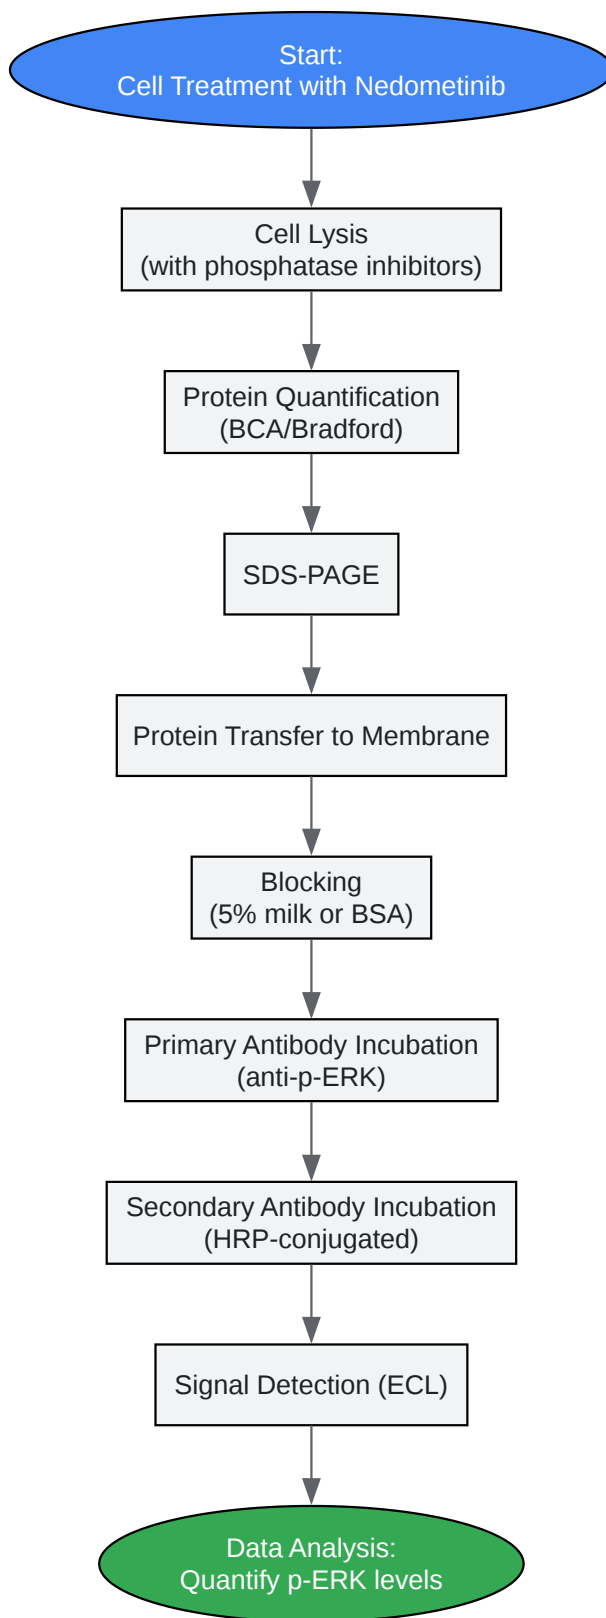 Start:
Cell Treatment with Nedometinib
Cell Lysis
(with phosphatase inhibitors)
Protein Quantification
(BCA/Bradford)
SDS-PAGE
Protein Transfer to Membrane
Blocking
(5% milk or BSA)
Primary Antibody Incubation
(anti-p-ERK)
Secondary Antibody Incubation
(HRP-conjugated)
Signal Detection (ECL)
Data Analysis:
Quantify p-ERK levels